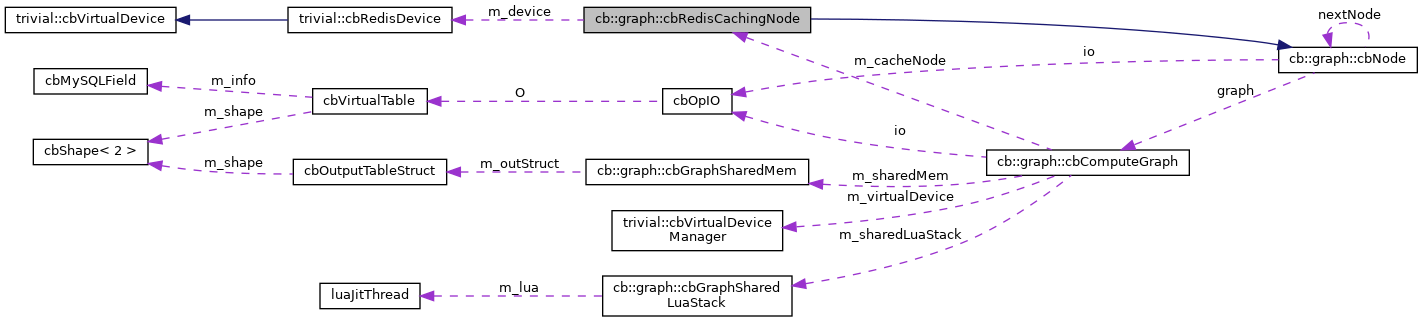 trivial::cbVirtualDevice
trivial::cbRedisDevice
m_device
cb::graph::cbRedisCachingNode
nextNode
cb::graph::cbNode
io
m_cacheNode
graph
cbMySQLField
m_info
cbVirtualTable
O
cbOpIO
m_shape
io
cbShape< 2 >
m_shape
cbOutputTableStruct
m_outStruct
cb::graph::cbGraphSharedMem
m_sharedMem
cb::graph::cbComputeGraph
m_virtualDevice
trivial::cbVirtualDevice
Manager
m_sharedLuaStack
luaJitThread
m_lua
cb::graph::cbGraphShared
LuaStack